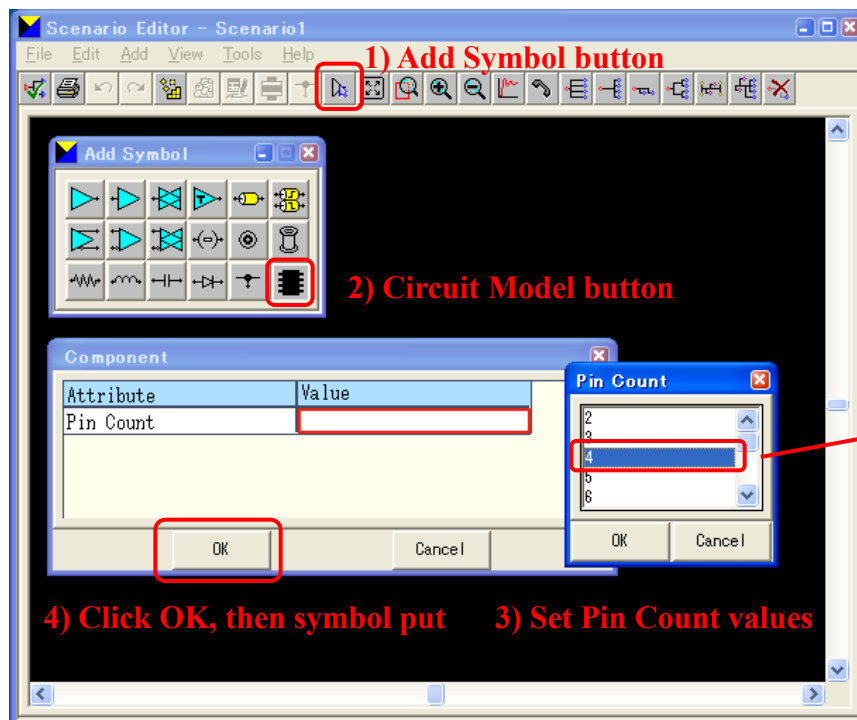 Scenario Editor - Scenario1
File Edit Add View Tools Help
1) Add Symbol button
Add Symbol
T
2) Circuit Model button
Component
Attribute Value
Pin Count
Pin Count
2
3
4
5
6
OK Cancel
OK Cancel
4) Click OK, then symbol put
3) Set Pin Count values